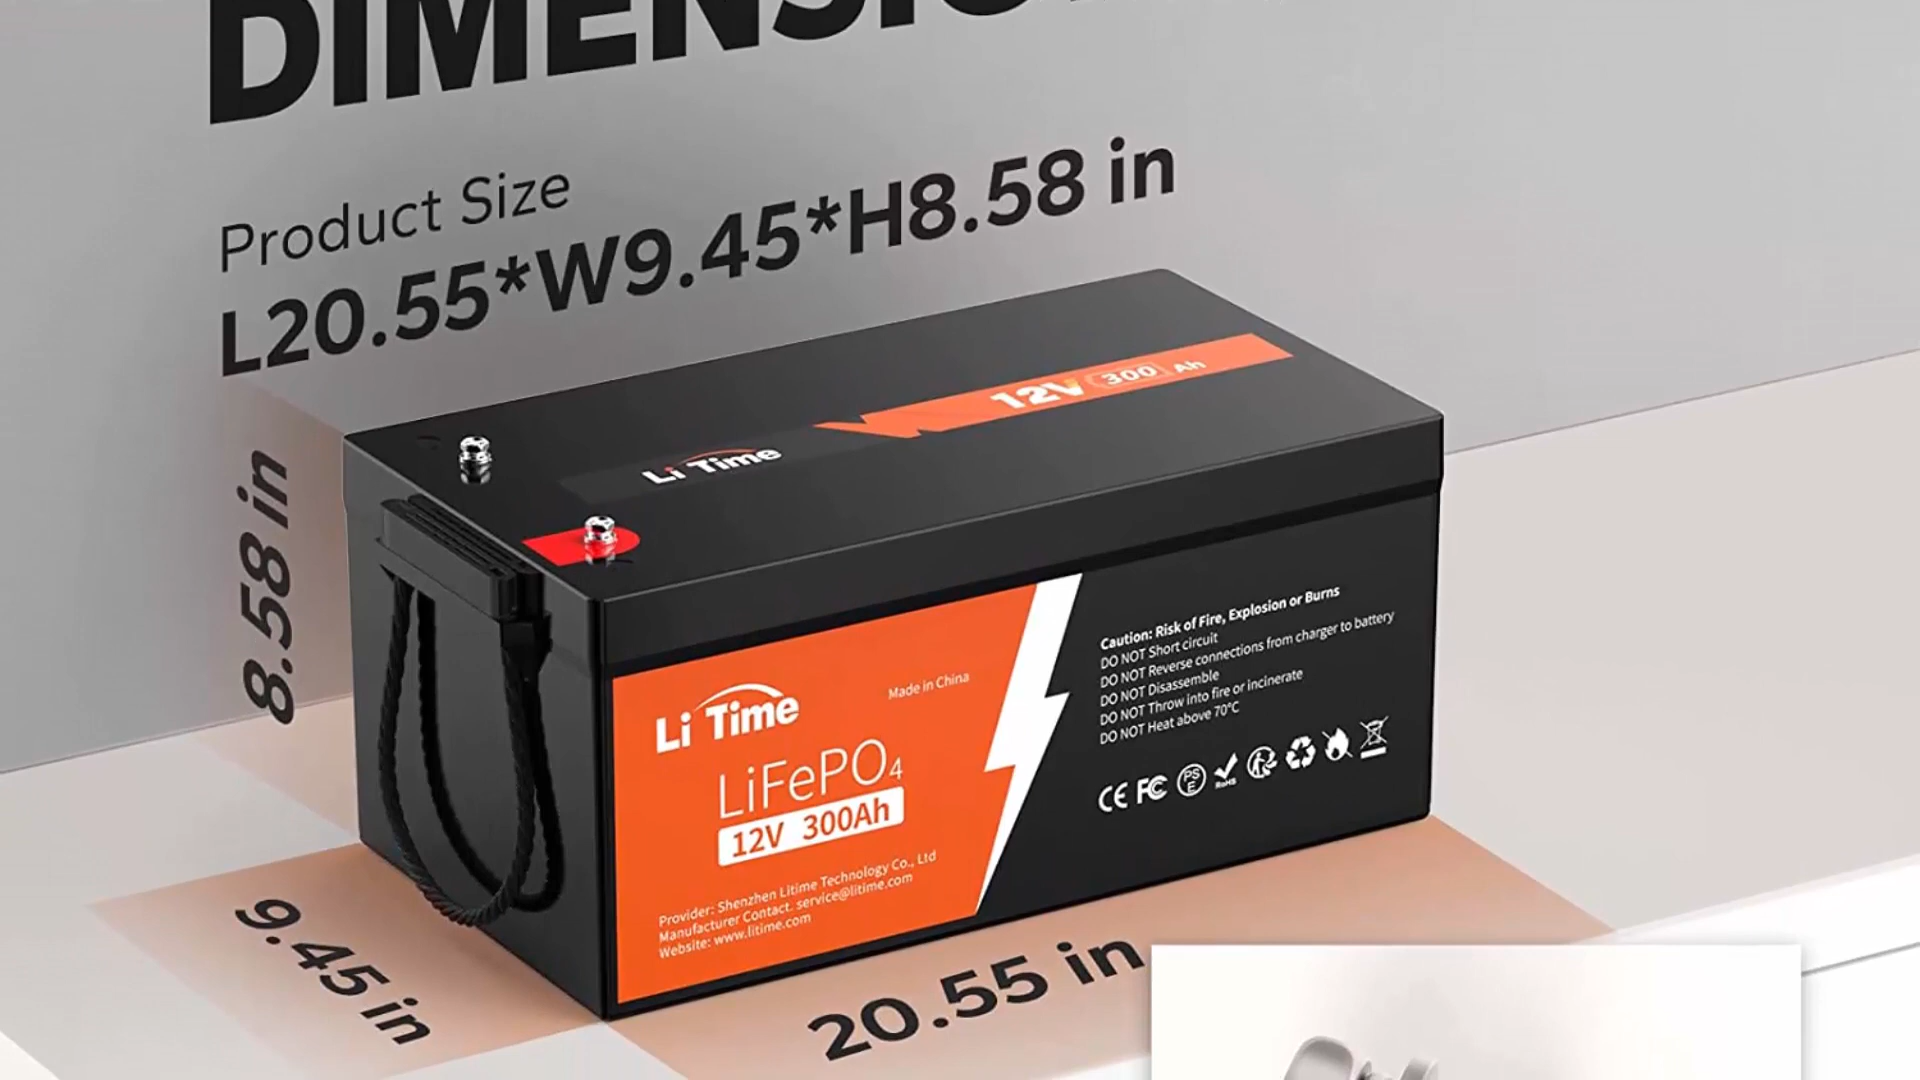 DIMENSIO
Product Size
L20.55*W9.45*H8.58 in
8.58 in
12V 300 Ah
Li Time
Li Time
Made in China
LiFePO4
12V 300Ah
Provider: Shenzhen Litime Technology Co., Ltd
Manufacturer Contact. service@litime.com
Website: www.litime.com
Caution: Risk of Fire, Explosion or Burns
DO NOT Short circuit
DO NOT Reverse connections from charger to battery
DO NOT Disassemble
DO NOT Throw into fire or incinerate
DO NOT Heat above 70°C
CE FC PS E RoHS
9.45 in
20.55 in